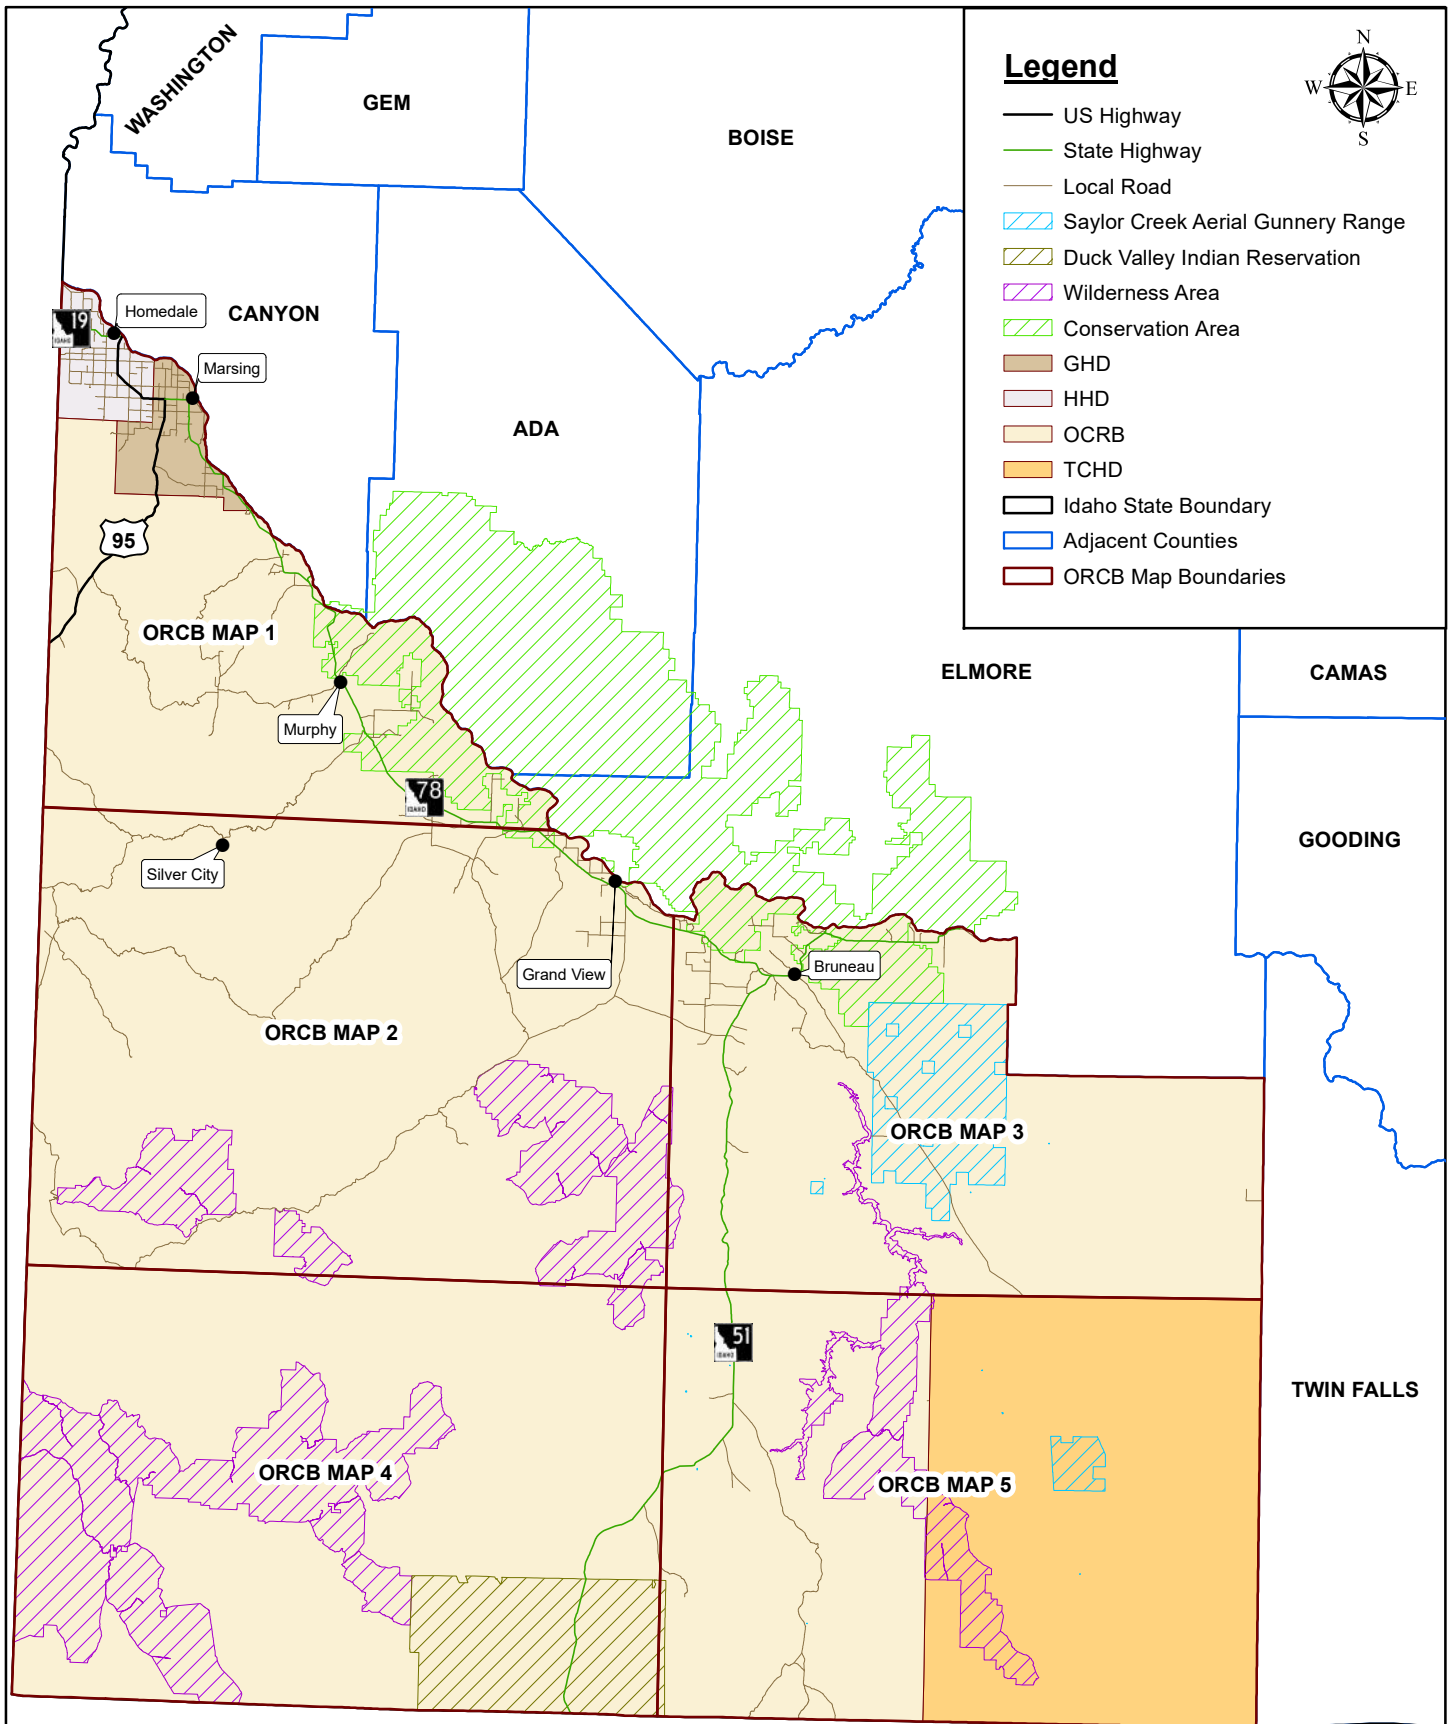 WASHINGTON
GEM
BOISE
Legend
N
W
E
S
US Highway
State Highway
Local Road
Saylor Creek Aerial Gunnery Range
Duck Valley Indian Reservation
Wilderness Area
Conservation Area
GHD
HHD
OCRB
TCHD
Idaho State Boundary
Adjacent Counties
ORCB Map Boundaries
19
IDAHO
Homedale
CANYON
Marsing
ADA
95
ORCB MAP 1
ELMORE
CAMAS
Murphy
78
IDAHO
GOODING
Silver City
Grand View
Bruneau
ORCB MAP 2
ORCB MAP 3
51
IDAHO
TWIN FALLS
ORCB MAP 4
ORCB MAP 5